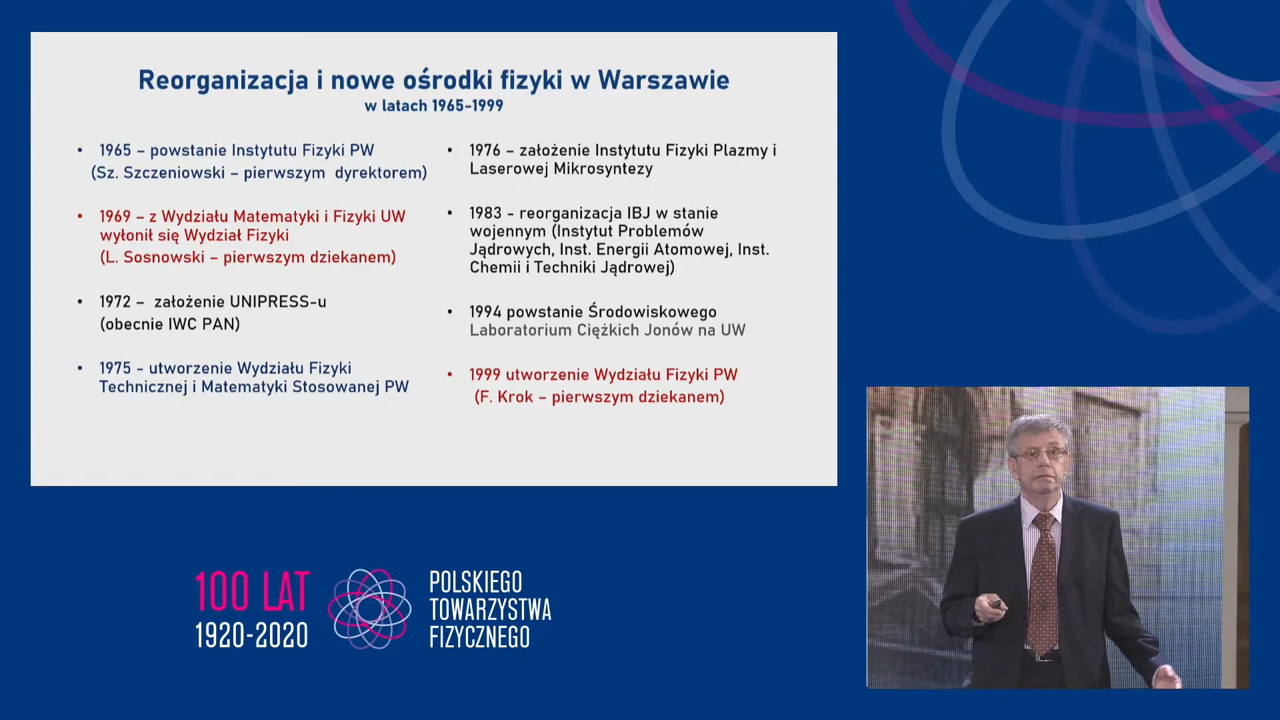 Reorganizacja i nowe ośrodki fizyki w Warszawie
w latach 1965-1999
• 1965 – powstanie Instytutu Fizyki PW
(Sz. Szczeniowski – pierwszym dyrektorem)
• 1969 – z Wydziału Matematyki i Fizyki UW
wyłonił się Wydział Fizyki
(L. Sosnowski – pierwszym dziekanem)
• 1972 – założenie UNIPRESS-u
(obecnie IWC PAN)
• 1975 - utworzenie Wydziału Fizyki
Technicznej i Matematyki Stosowanej PW
• 1976 – założenie Instytutu Fizyki Plazmy i
Laserowej Mikrosyntezy
• 1983 - reorganizacja IBJ w stanie
wojennym (Instytut Problemów
Jądrowych, Inst. Energii Atomowej, Inst.
Chemii i Techniki Jądrowej)
• 1994 powstanie Środowiskowego
Laboratorium Ciężkich Jonów na UW
• 1999 utworzenie Wydziału Fizyki PW
(F. Krok – pierwszym dziekanem)
100 LAT
1920-2020
POLSKIEGO
TOWARZYSTWA
FIZYCZNEGO